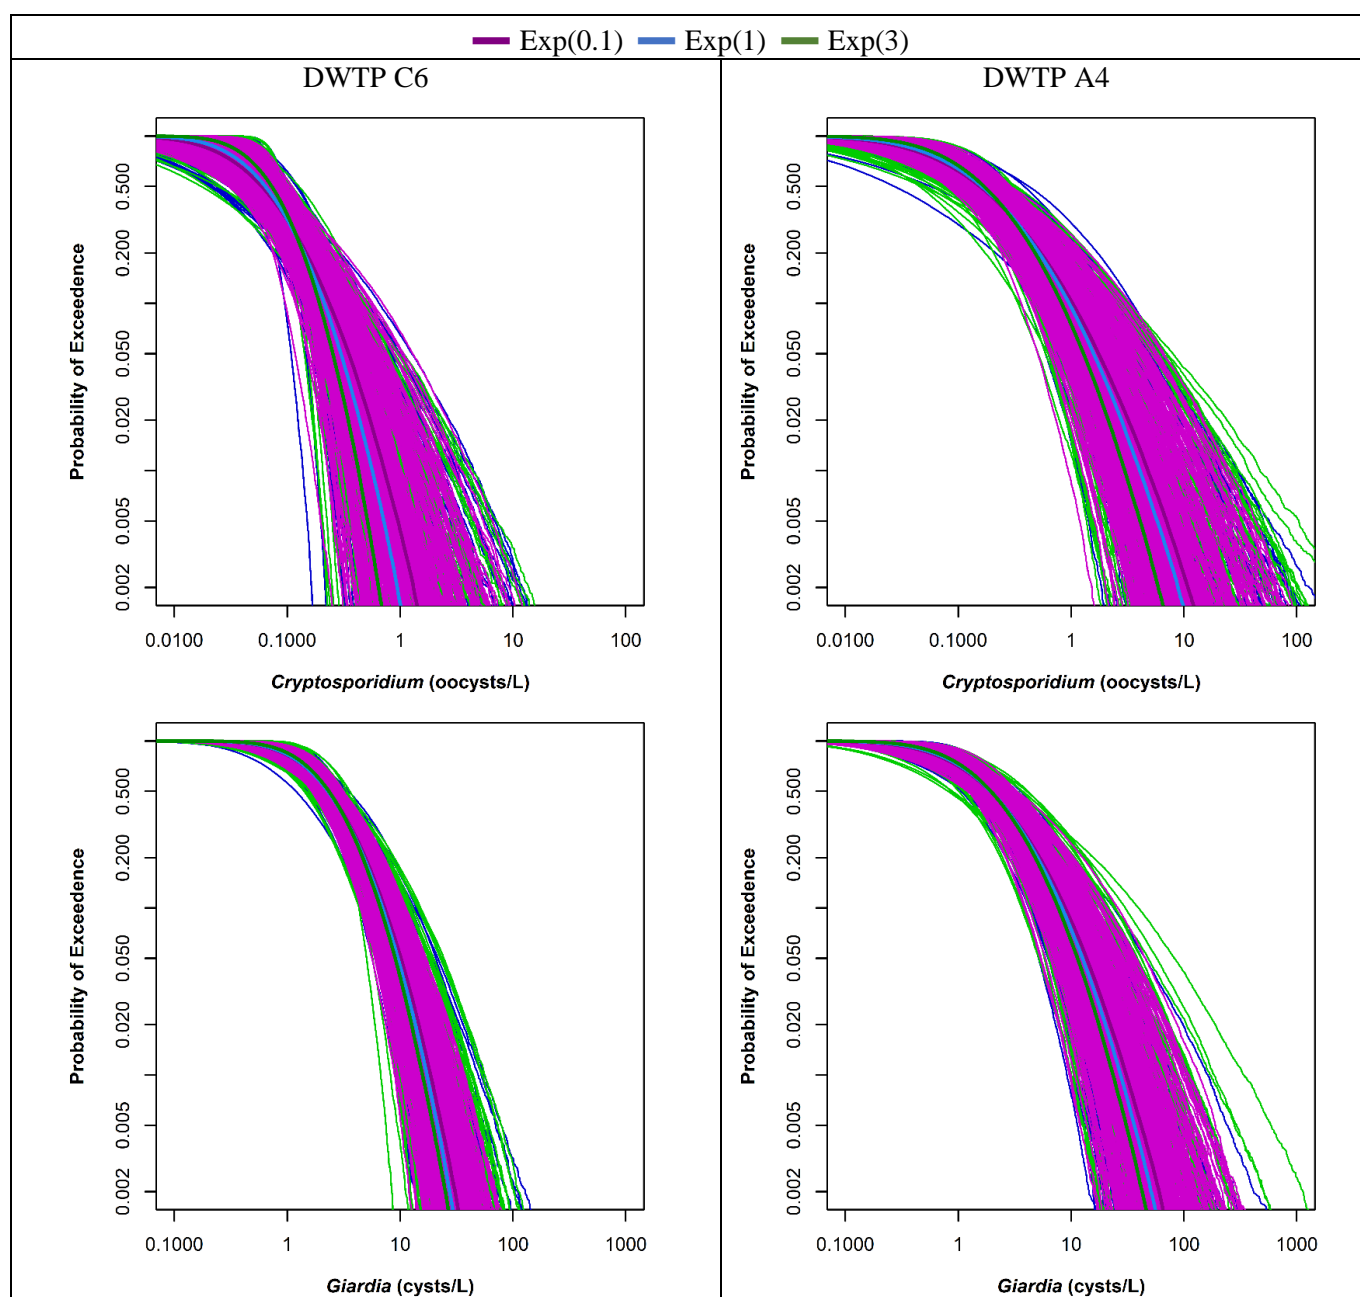 Exp(0.1) Exp(1) Exp(3)
DWTP C6
DWTP A4
Probability of Exceedence
0.500
0.200
0.050
0.020
0.005
0.002
0.0100 0.1000 1 10 100
Cryptosporidium (oocysts/L)
Probability of Exceedence
0.500
0.200
0.050
0.020
0.005
0.002
0.0100 0.1000 1 10 100
Cryptosporidium (oocysts/L)
Probability of Exceedence
0.500
0.200
0.050
0.020
0.005
0.002
0.1000 1 10 100 1000
Giardia (cysts/L)
Probability of Exceedence
0.500
0.200
0.050
0.020
0.005
0.002
0.1000 1 10 100 1000
Giardia (cysts/L)